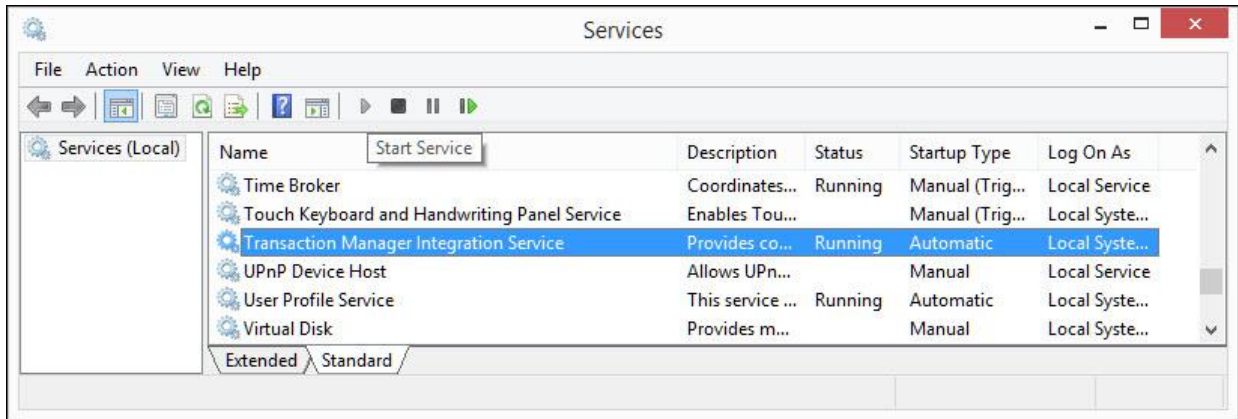 Services
File Action View Help
Start Service
Services (Local)
Name Description Status Startup Type Log On As
Time Broker Coordinates... Running Manual (Trig... Local Service
Touch Keyboard and Handwriting Panel Service Enables Tou... Manual (Trig... Local Syste...
Transaction Manager Integration Service Provides co... Running Automatic Local Syste...
UPnP Device Host Allows UPn... Manual Local Service
User Profile Service This service ... Running Automatic Local Syste...
Virtual Disk Provides m... Manual Local Syste...
Extended Standard